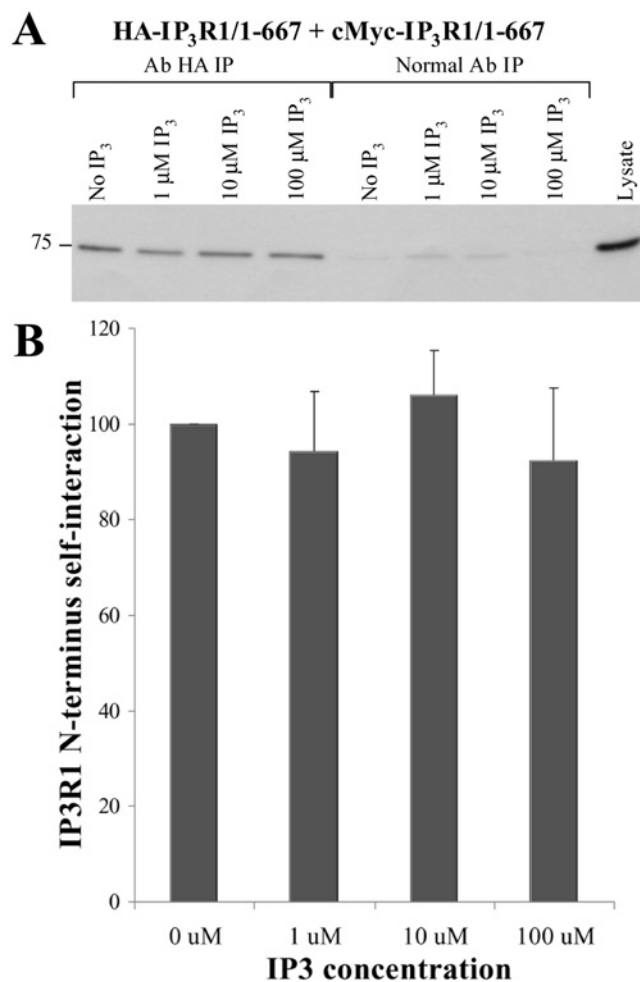 A
HA-IP₃R1/1-667 + cMyc-IP₃R1/1-667
Ab HA IP
Normal Ab IP
No IP₃
1 µM IP₃
10 µM IP₃
100 µM IP₃
No IP₃
1 µM IP₃
10 µM IP₃
100 µM IP₃
Lysate
75
B
IP3R1 N-terminus self-interaction
120
100
80
60
40
20
0
0 uM
1 uM
10 uM
100 uM
IP3 concentration